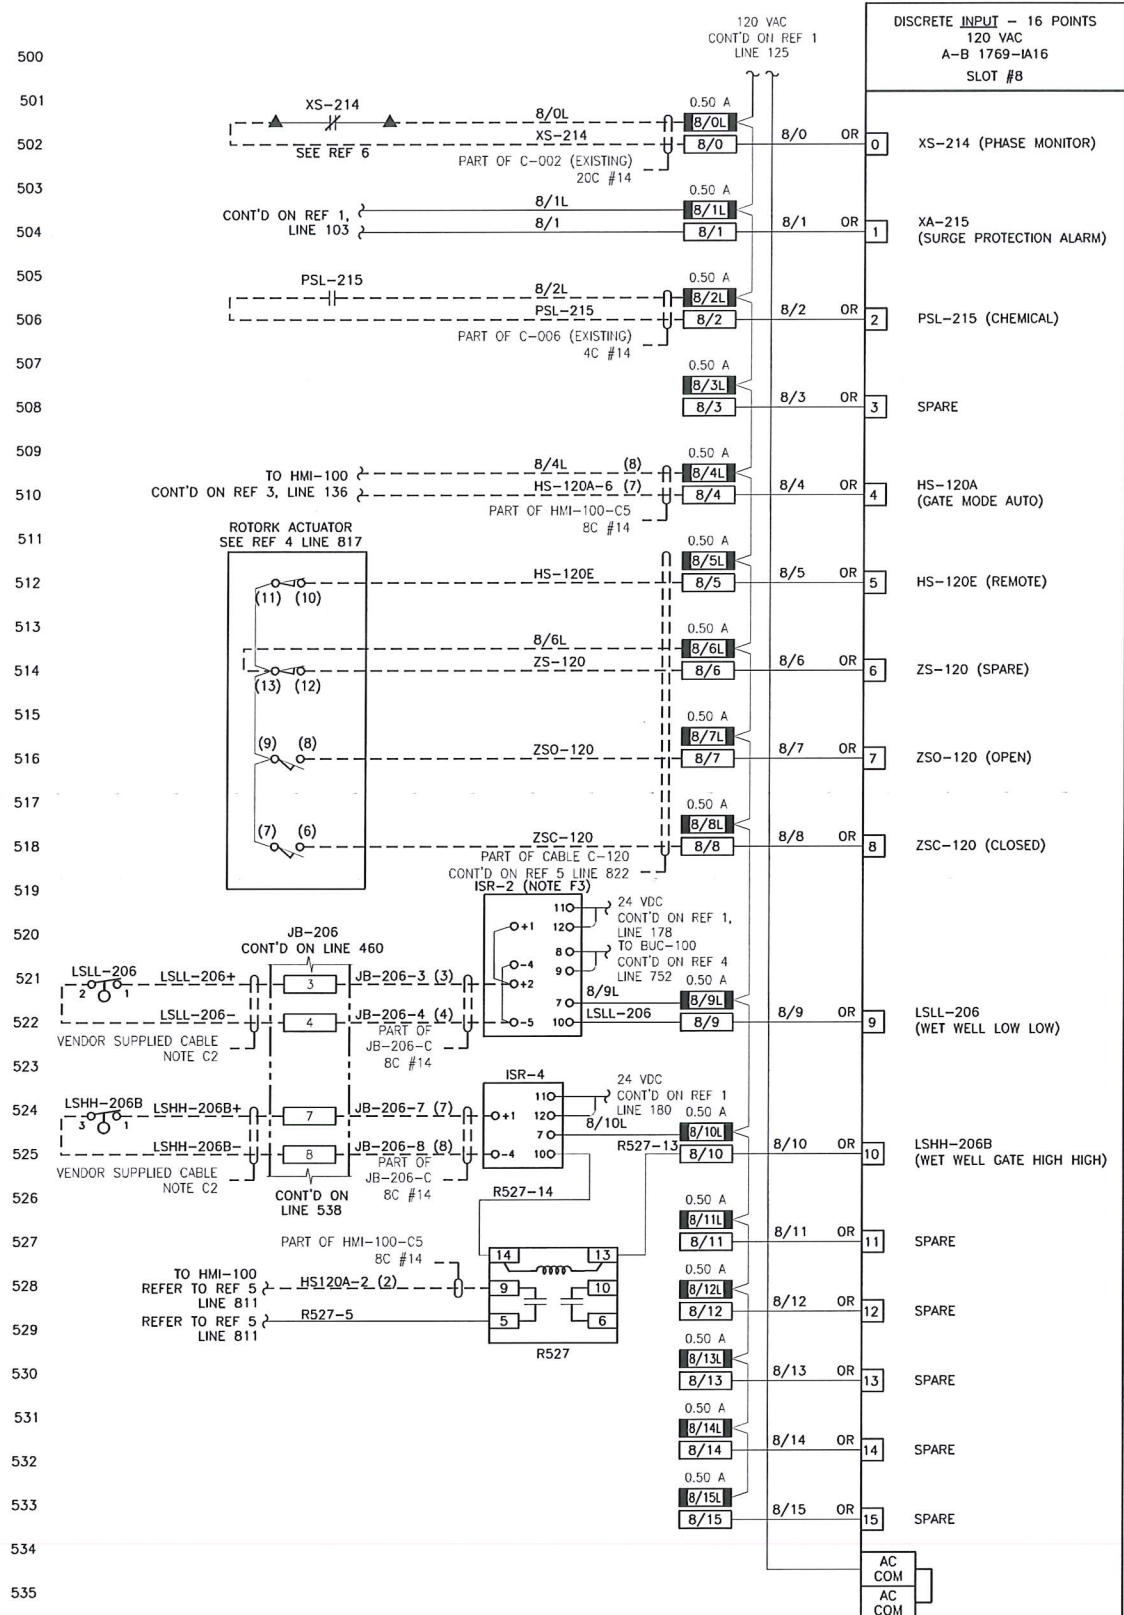 120 VAC
CONT'D ON REF 1
LINE 125
DISCRETE INPUT - 16 POINTS
120 VAC
A-B 1769-IA16
SLOT #8
500
501
XS-214
8/0L
0.50 A
8/0L
502
SEE REF 6
XS-214
8/0
8/0 OR
0
XS-214 (PHASE MONITOR)
PART OF C-002 (EXISTING)
20C #14
503
0.50 A
CONT'D ON REF 1,
LINE 103
8/1L
8/1L
504
8/1
8/1
8/1 OR
1
XA-215
(SURGE PROTECTION ALARM)
505
PSL-215
8/2L
0.50 A
8/2L
506
PSL-215
8/2
8/2 OR
2
PSL-215 (CHEMICAL)
PART OF C-006 (EXISTING)
4C #14
507
0.50 A
8/3L
508
8/3
8/3 OR
3
SPARE
509
0.50 A
TO HMI-100
CONT'D ON REF 3, LINE 136
8/4L (8)
8/4L
510
HS-120A-6 (7)
8/4
8/4 OR
4
HS-120A
(GATE MODE AUTO)
PART OF HMI-100-C5
8C #14
511
ROTORK ACTUATOR
SEE REF 4 LINE 817
0.50 A
8/5L
512
(11) (10)
HS-120E
8/5
8/5 OR
5
HS-120E (REMOTE)
513
8/6L
0.50 A
8/6L
514
(13) (12)
ZS-120
8/6
8/6 OR
6
ZS-120 (SPARE)
515
0.50 A
8/7L
516
(9) (8)
ZSO-120
8/7
8/7 OR
7
ZSO-120 (OPEN)
517
0.50 A
8/8L
518
(7) (6)
ZSC-120
8/8
8/8 OR
8
ZSC-120 (CLOSED)
PART OF CABLE C-120
CONT'D ON REF 5 LINE 822
519
ISR-2 (NOTE F3)
11
12
+1
24 VDC
CONT'D ON REF 1,
LINE 178
520
JB-206
CONT'D ON LINE 460
8
9
-4
TO BUC-100
CONT'D ON REF 4
LINE 752
521
LSLL-206
2 1
LSLL-206+
3
JB-206-3 (3)
+2
7
8/9L
0.50 A
8/9L
522
LSLL-206-
4
JB-206-4 (4)
-5
10
LSLL-206
8/9
8/9 OR
9
LSLL-206
(WET WELL LOW LOW)
VENDOR SUPPLIED CABLE
NOTE C2
PART OF
JB-206-C
8C #14
523
ISR-4
11
12
24 VDC
CONT'D ON REF 1
LINE 180
524
LSHH-206B
3 1
LSHH-206B+
7
JB-206-7 (7)
+1
7
8/10L
0.50 A
8/10L
525
LSHH-206B-
8
JB-206-8 (8)
-4
10
R527-13
8/10
8/10 OR
10
LSHH-206B
(WET WELL GATE HIGH HIGH)
VENDOR SUPPLIED CABLE
NOTE C2
PART OF
JB-206-C
8C #14
526
CONT'D ON
LINE 538
R527-14
0.50 A
8/11L
527
PART OF HMI-100-C5
8C #14
14
13
8/11
8/11 OR
11
SPARE
528
TO HMI-100
REFER TO REF 5
LINE 811
HS120A-2 (2)
9
10
0.50 A
8/12L
8/12
8/12 OR
12
SPARE
529
REFER TO REF 5
LINE 811
R527-5
5
6
R527
0.50 A
8/13L
530
8/13
8/13 OR
13
SPARE
531
0.50 A
8/14L
532
8/14
8/14 OR
14
SPARE
533
0.50 A
8/15L
8/15
8/15 OR
15
SPARE
534
AC
COM
535
AC
COM